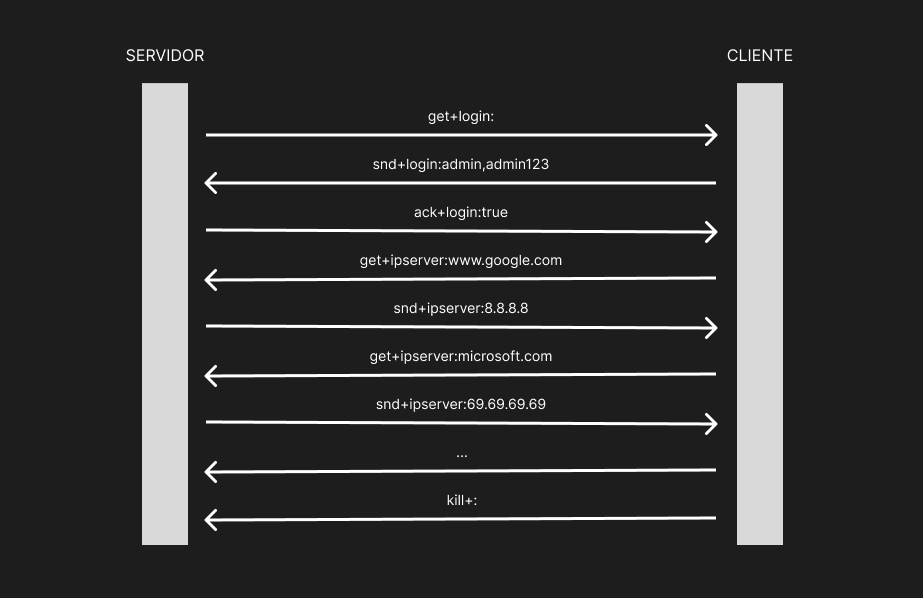 SERVIDOR
CLIENTE
get+login:
snd+login:admin,admin123
ack+login:true
get+ipserver:www.google.com
snd+ipserver:8.8.8.8
get+ipserver:microsoft.com
snd+ipserver:69.69.69.69
...
kill+: